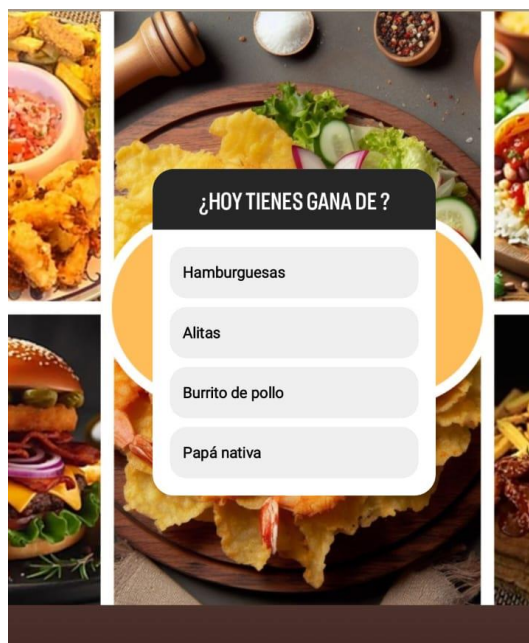 ¿HOY TIENES GANA DE ?
Hamburguesas
Alitas
Burrito de pollo
Papá nativa